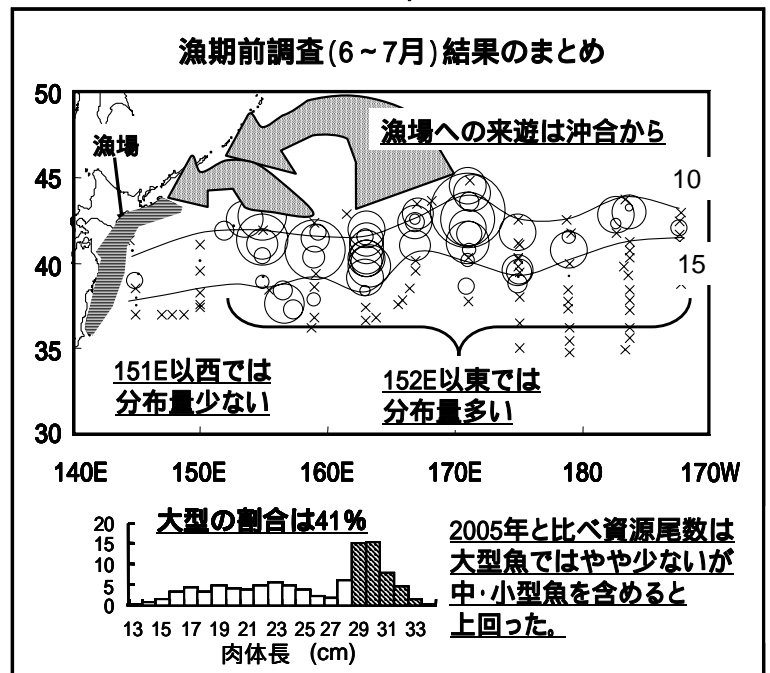 漁期前調査(6～7月)結果のまとめ
50
漁場
漁場への来遊は沖合から
45
10
40
15
35
151E以西では
分布量少ない
152E以東では
分布量多い
30
140E 150E 160E 170E 180 170W
大型の割合は41%
20
15
10
5
0
13 15 17 19 21 23 25 27 29 31 33
肉体長 (cm)
2005年と比べ資源尾数は
大型魚ではやや少ないが
中・小型魚を含めると
上回った。